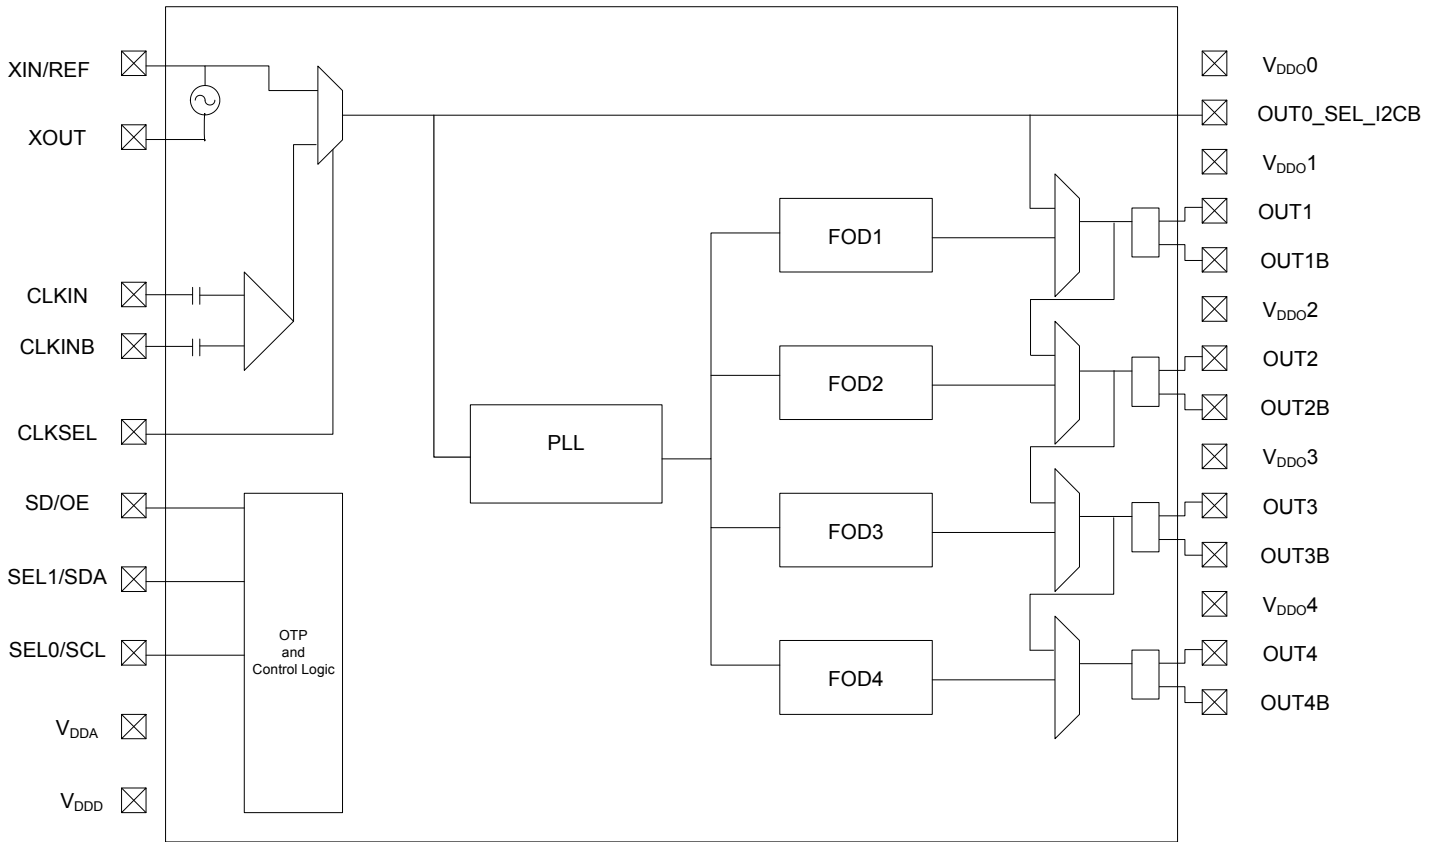 XIN/REF
XOUT
CLKIN
CLKINB
CLKSEL
SD/OE
SEL1/SDA
SEL0/SCL
VDDA
VDDD
OTP
and
Control Logic
PLL
FOD1
FOD2
FOD3
FOD4
VDDO0
OUT0_SEL_I2CB
VDDO1
OUT1
OUT1B
VDDO2
OUT2
OUT2B
VDDO3
OUT3
OUT3B
VDDO4
OUT4
OUT4B